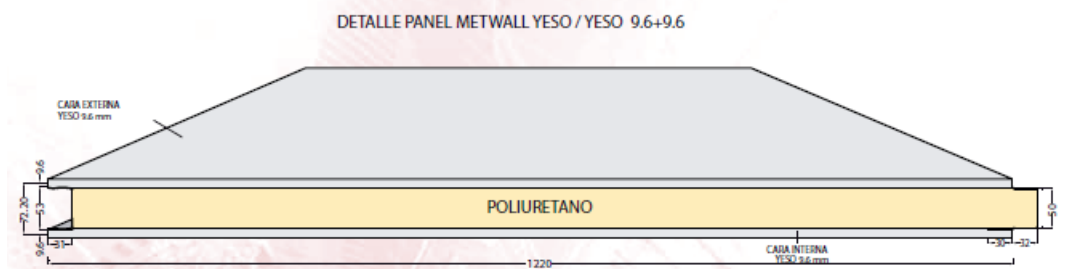 DETALLE PANEL METWALL YESO / YESO 9.6+9.6
CARA EXTERNA
YESO 9.6 mm
9.6
72.20
53
POLIURETANO
50
9.6
31
30
32
CARA INTERNA
YESO 9.6 mm
1220